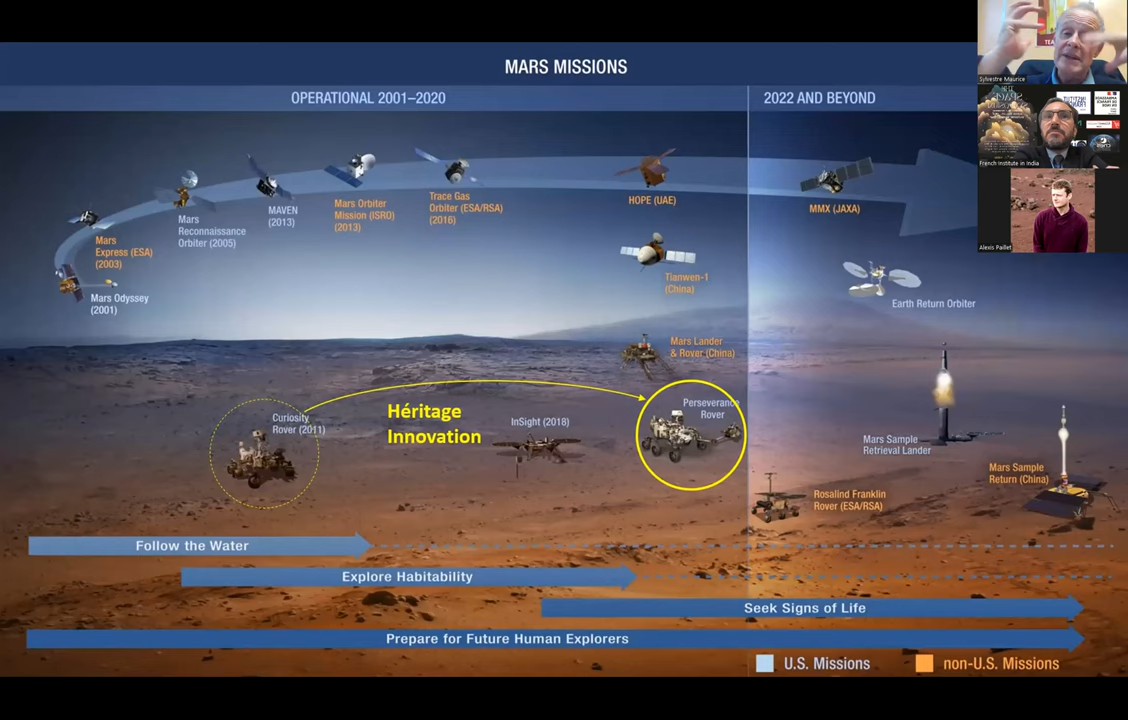 MARS MISSIONS
OPERATIONAL 2001–2020
2022 AND BEYOND
Sylvestre Maurice
French Institute in India
Alexis Paillet
Mars
Express (ESA)
(2003)
Mars Odyssey
(2001)
Mars
Reconnaissance
Orbiter (2005)
MAVEN
(2013)
Mars Orbiter
Mission (ISRO)
(2013)
Trace Gas
Orbiter (ESA/RSA)
(2016)
HOPE (UAE)
MMX (JAXA)
Tianwen-1
(China)
Earth Return Orbiter
Mars Lander
& Rover (China)
Curiosity
Rover (2011)
Héritage
Innovation
InSight (2018)
Perseverance
Rover
Mars Sample
Retrieval Lander
Mars Sample
Return (China)
Rosalind Franklin
Rover (ESA/RSA)
Follow the Water
Explore Habitability
Seek Signs of Life
Prepare for Future Human Explorers
U.S. Missions
non-U.S. Missions